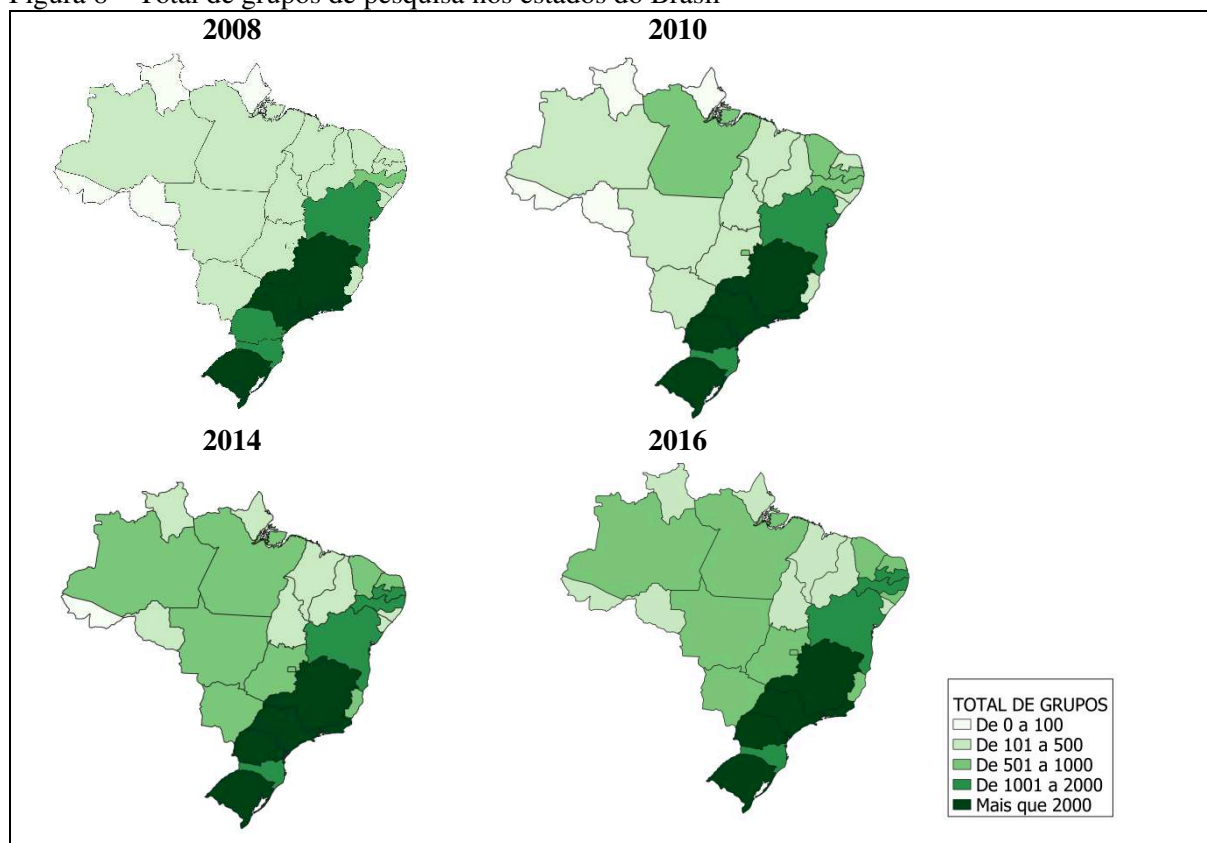 Figura 6 – Total de grupos de pesquisa nos estados do Brasil
2008
2010
2014
2016
TOTAL DE GRUPOS
De 0 a 100
De 101 a 500
De 501 a 1000
De 1001 a 2000
Mais que 2000